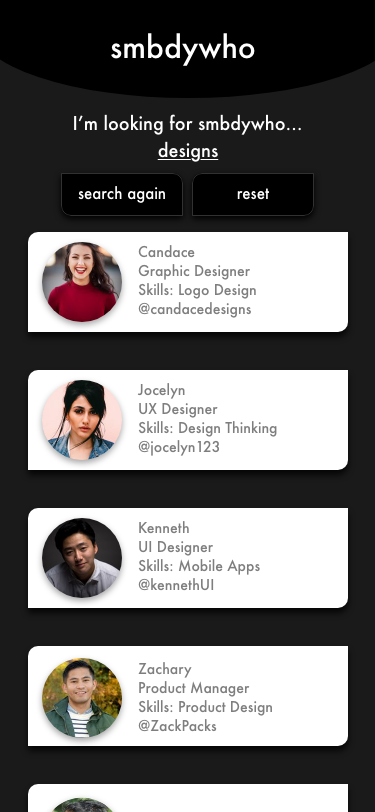 smbdywho
I’m looking for smbdywho...
designs
search again
reset
Candace
Graphic Designer
Skills: Logo Design
@candacedesigns
Jocelyn
UX Designer
Skills: Design Thinking
@jocelyn123
Kenneth
UI Designer
Skills: Mobile Apps
@kennethUI
Zachary
Product Manager
Skills: Product Design
@ZackPacks